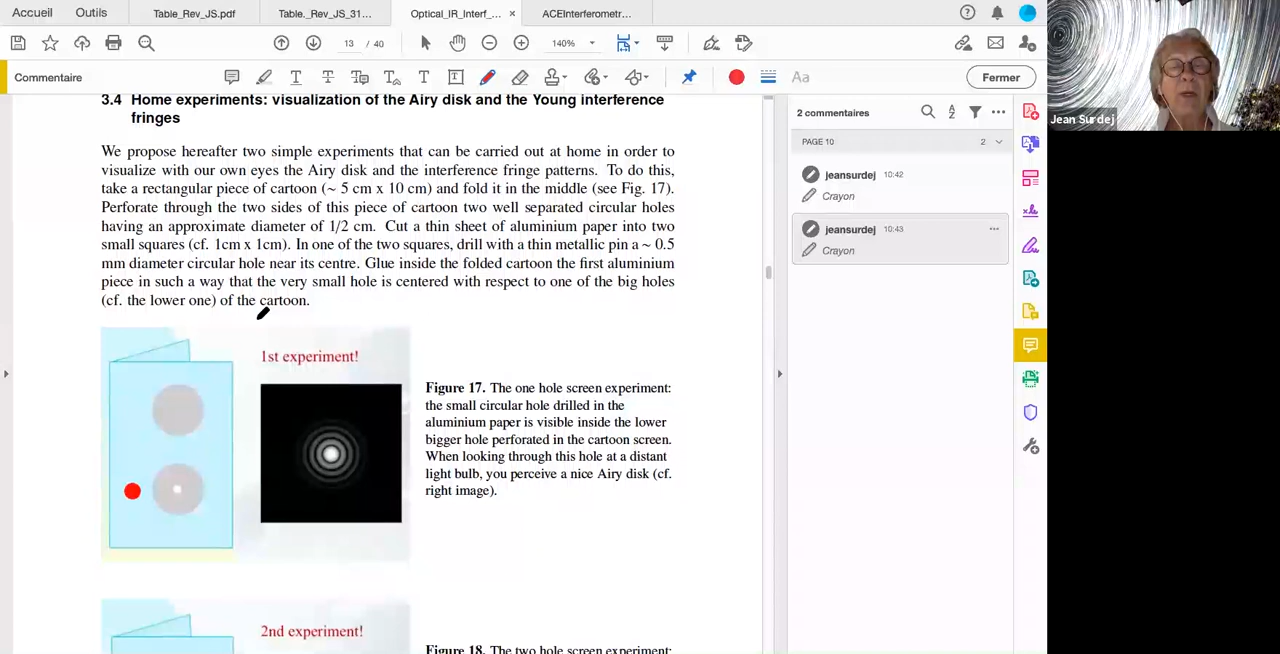 Accueil Outils Table_Rev_JS.pdf Table._Rev_JS_31... Optical_IR_Interf_... × ACEInterferometr...
13 / 40 140%
Commentaire Aa Fermer
3.4 Home experiments: visualization of the Airy disk and the Young interference
fringes
We propose hereafter two simple experiments that can be carried out at home in order to
visualize with our own eyes the Airy disk and the interference fringe patterns. To do this,
take a rectangular piece of cartoon (~ 5 cm x 10 cm) and fold it in the middle (see Fig. 17).
Perforate through the two sides of this piece of cartoon two well separated circular holes
having an approximate diameter of 1/2 cm. Cut a thin sheet of aluminium paper into two
small squares (cf. 1cm x 1cm). In one of the two squares, drill with a thin metallic pin a ~ 0.5
mm diameter circular hole near its centre. Glue inside the folded cartoon the first aluminium
piece in such a way that the very small hole is centered with respect to one of the big holes
(cf. the lower one) of the cartoon.
1st experiment!
Figure 17. The one hole screen experiment:
the small circular hole drilled in the
aluminium paper is visible inside the lower
bigger hole perforated in the cartoon screen.
When looking through this hole at a distant
light bulb, you perceive a nice Airy disk (cf.
right image).
2nd experiment!
Figure 18. The two hole screen experiment:
2 commentaires
PAGE 10 2
jeansurdej 10:42
Crayon
jeansurdej 10:43
Crayon
Jean Surdej